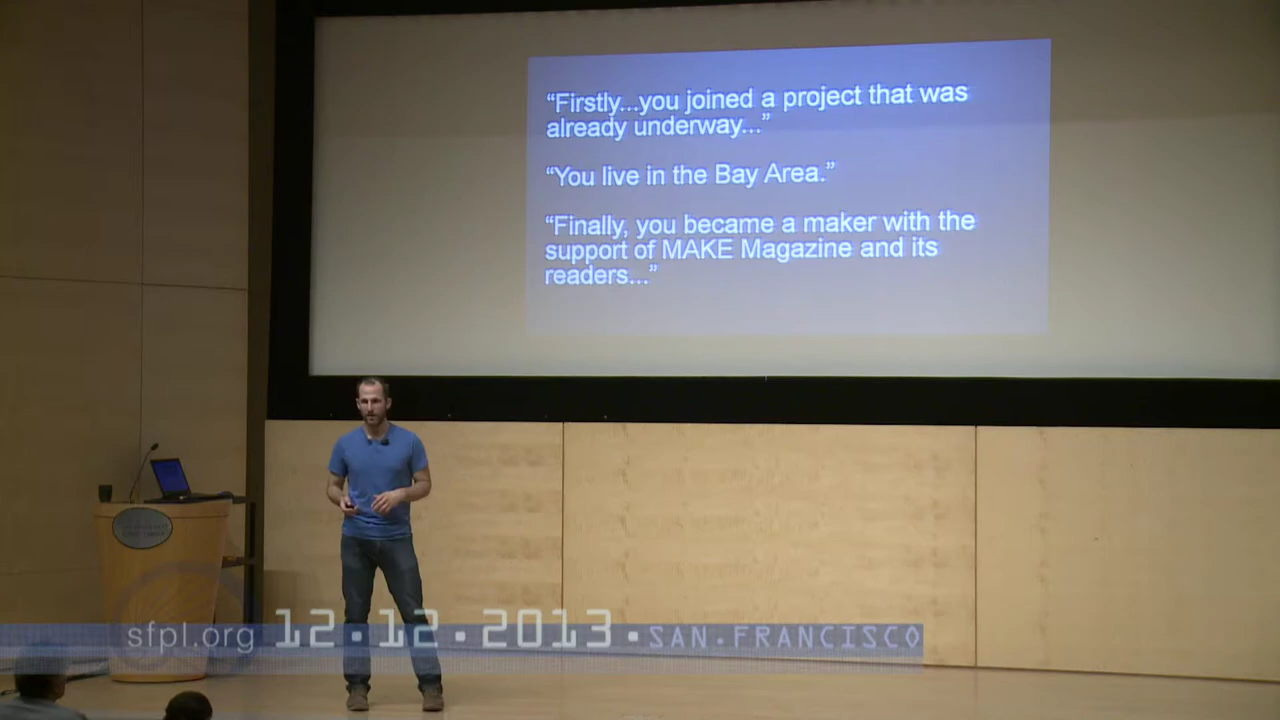 “Firstly...you joined a project that was
already underway...”
“You live in the Bay Area.”
“Finally, you became a maker with the
support of MAKE Magazine and its
readers...”
sfpl.org 12.12.2013.SAN.FRANCISCO